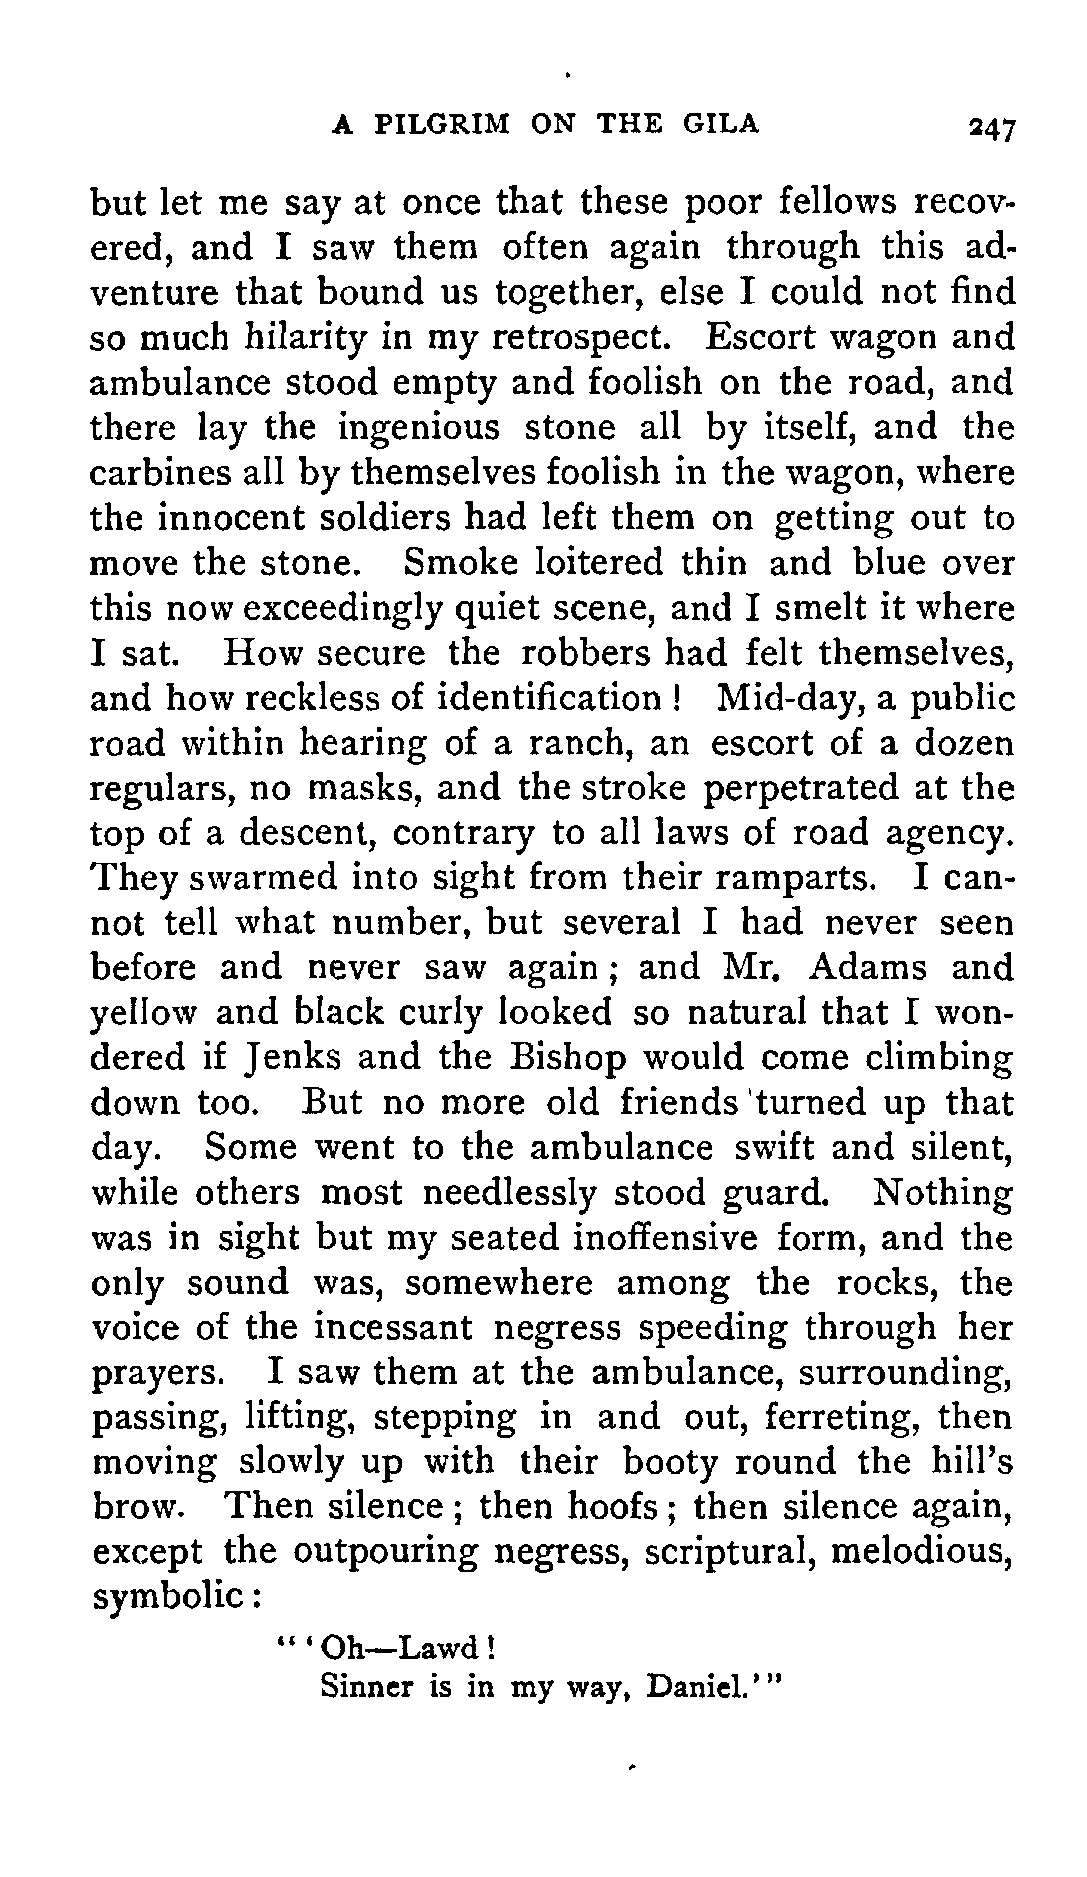 A PILGRIM ON THE GILA 247
but let me say at once that these poor fellows recov-
ered, and I saw them often again through this ad-
venture that bound us together, else I could not find
so much hilarity in my retrospect. Escort wagon and
ambulance stood empty and foolish on the road, and
there lay the ingenious stone all by itself, and the
carbines all by themselves foolish in the wagon, where
the innocent soldiers had left them on getting out to
move the stone. Smoke loitered thin and blue over
this now exceedingly quiet scene, and I smelt it where
I sat. How secure the robbers had felt themselves,
and how reckless of identification ! Mid-day, a public
road within hearing of a ranch, an escort of a dozen
regulars, no masks, and the stroke perpetrated at the
top of a descent, contrary to all laws of road agency.
They swarmed into sight from their ramparts. I can-
not tell what number, but several I had never seen
before and never saw again ; and Mr. Adams and
yellow and black curly looked so natural that I won-
dered if Jenks and the Bishop would come climbing
down too. But no more old friends turned up that
day. Some went to the ambulance swift and silent,
while others most needlessly stood guard. Nothing
was in sight but my seated inoffensive form, and the
only sound was, somewhere among the rocks, the
voice of the incessant negress speeding through her
prayers. I saw them at the ambulance, surrounding,
passing, lifting, stepping in and out, ferreting, then
moving slowly up with their booty round the hill's
brow. Then silence ; then hoofs ; then silence again,
except the outpouring negress, scriptural, melodious,
symbolic :
" ' Oh—Lawd !
Sinner is in my way, Daniel.' "